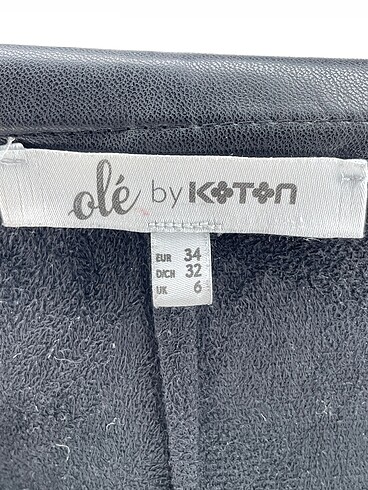 olé by KOTON
EUR 34
D/CH 32
UK 6